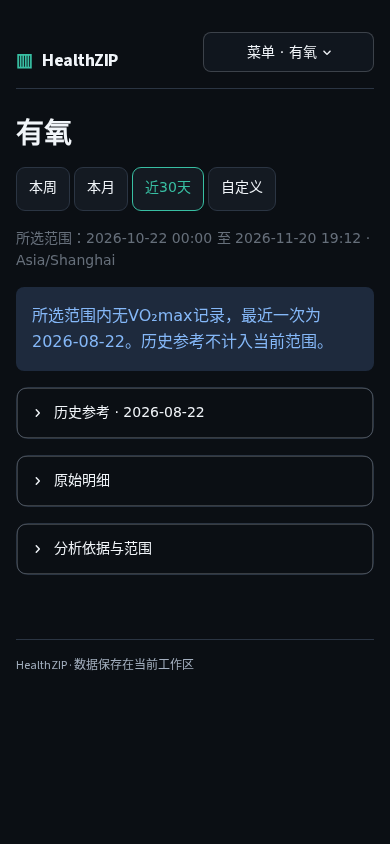 HealthZIP
菜单 · 有氧
有氧
本周
本月
近30天
自定义
所选范围：2026-10-22 00:00 至 2026-11-20 19:12 ·
Asia/Shanghai
所选范围内无VO₂max记录，最近一次为
2026-08-22。历史参考不计入当前范围。
历史参考 · 2026-08-22
原始明细
分析依据与范围
HealthZIP · 数据保存在当前工作区